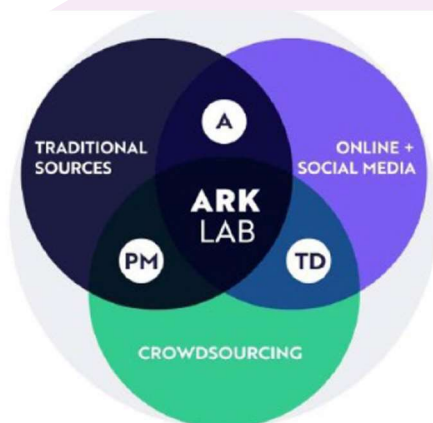 A
TRADITIONAL
SOURCES
ONLINE +
SOCIAL MEDIA
ARK
LAB
PM
TD
CROWDSOURCING